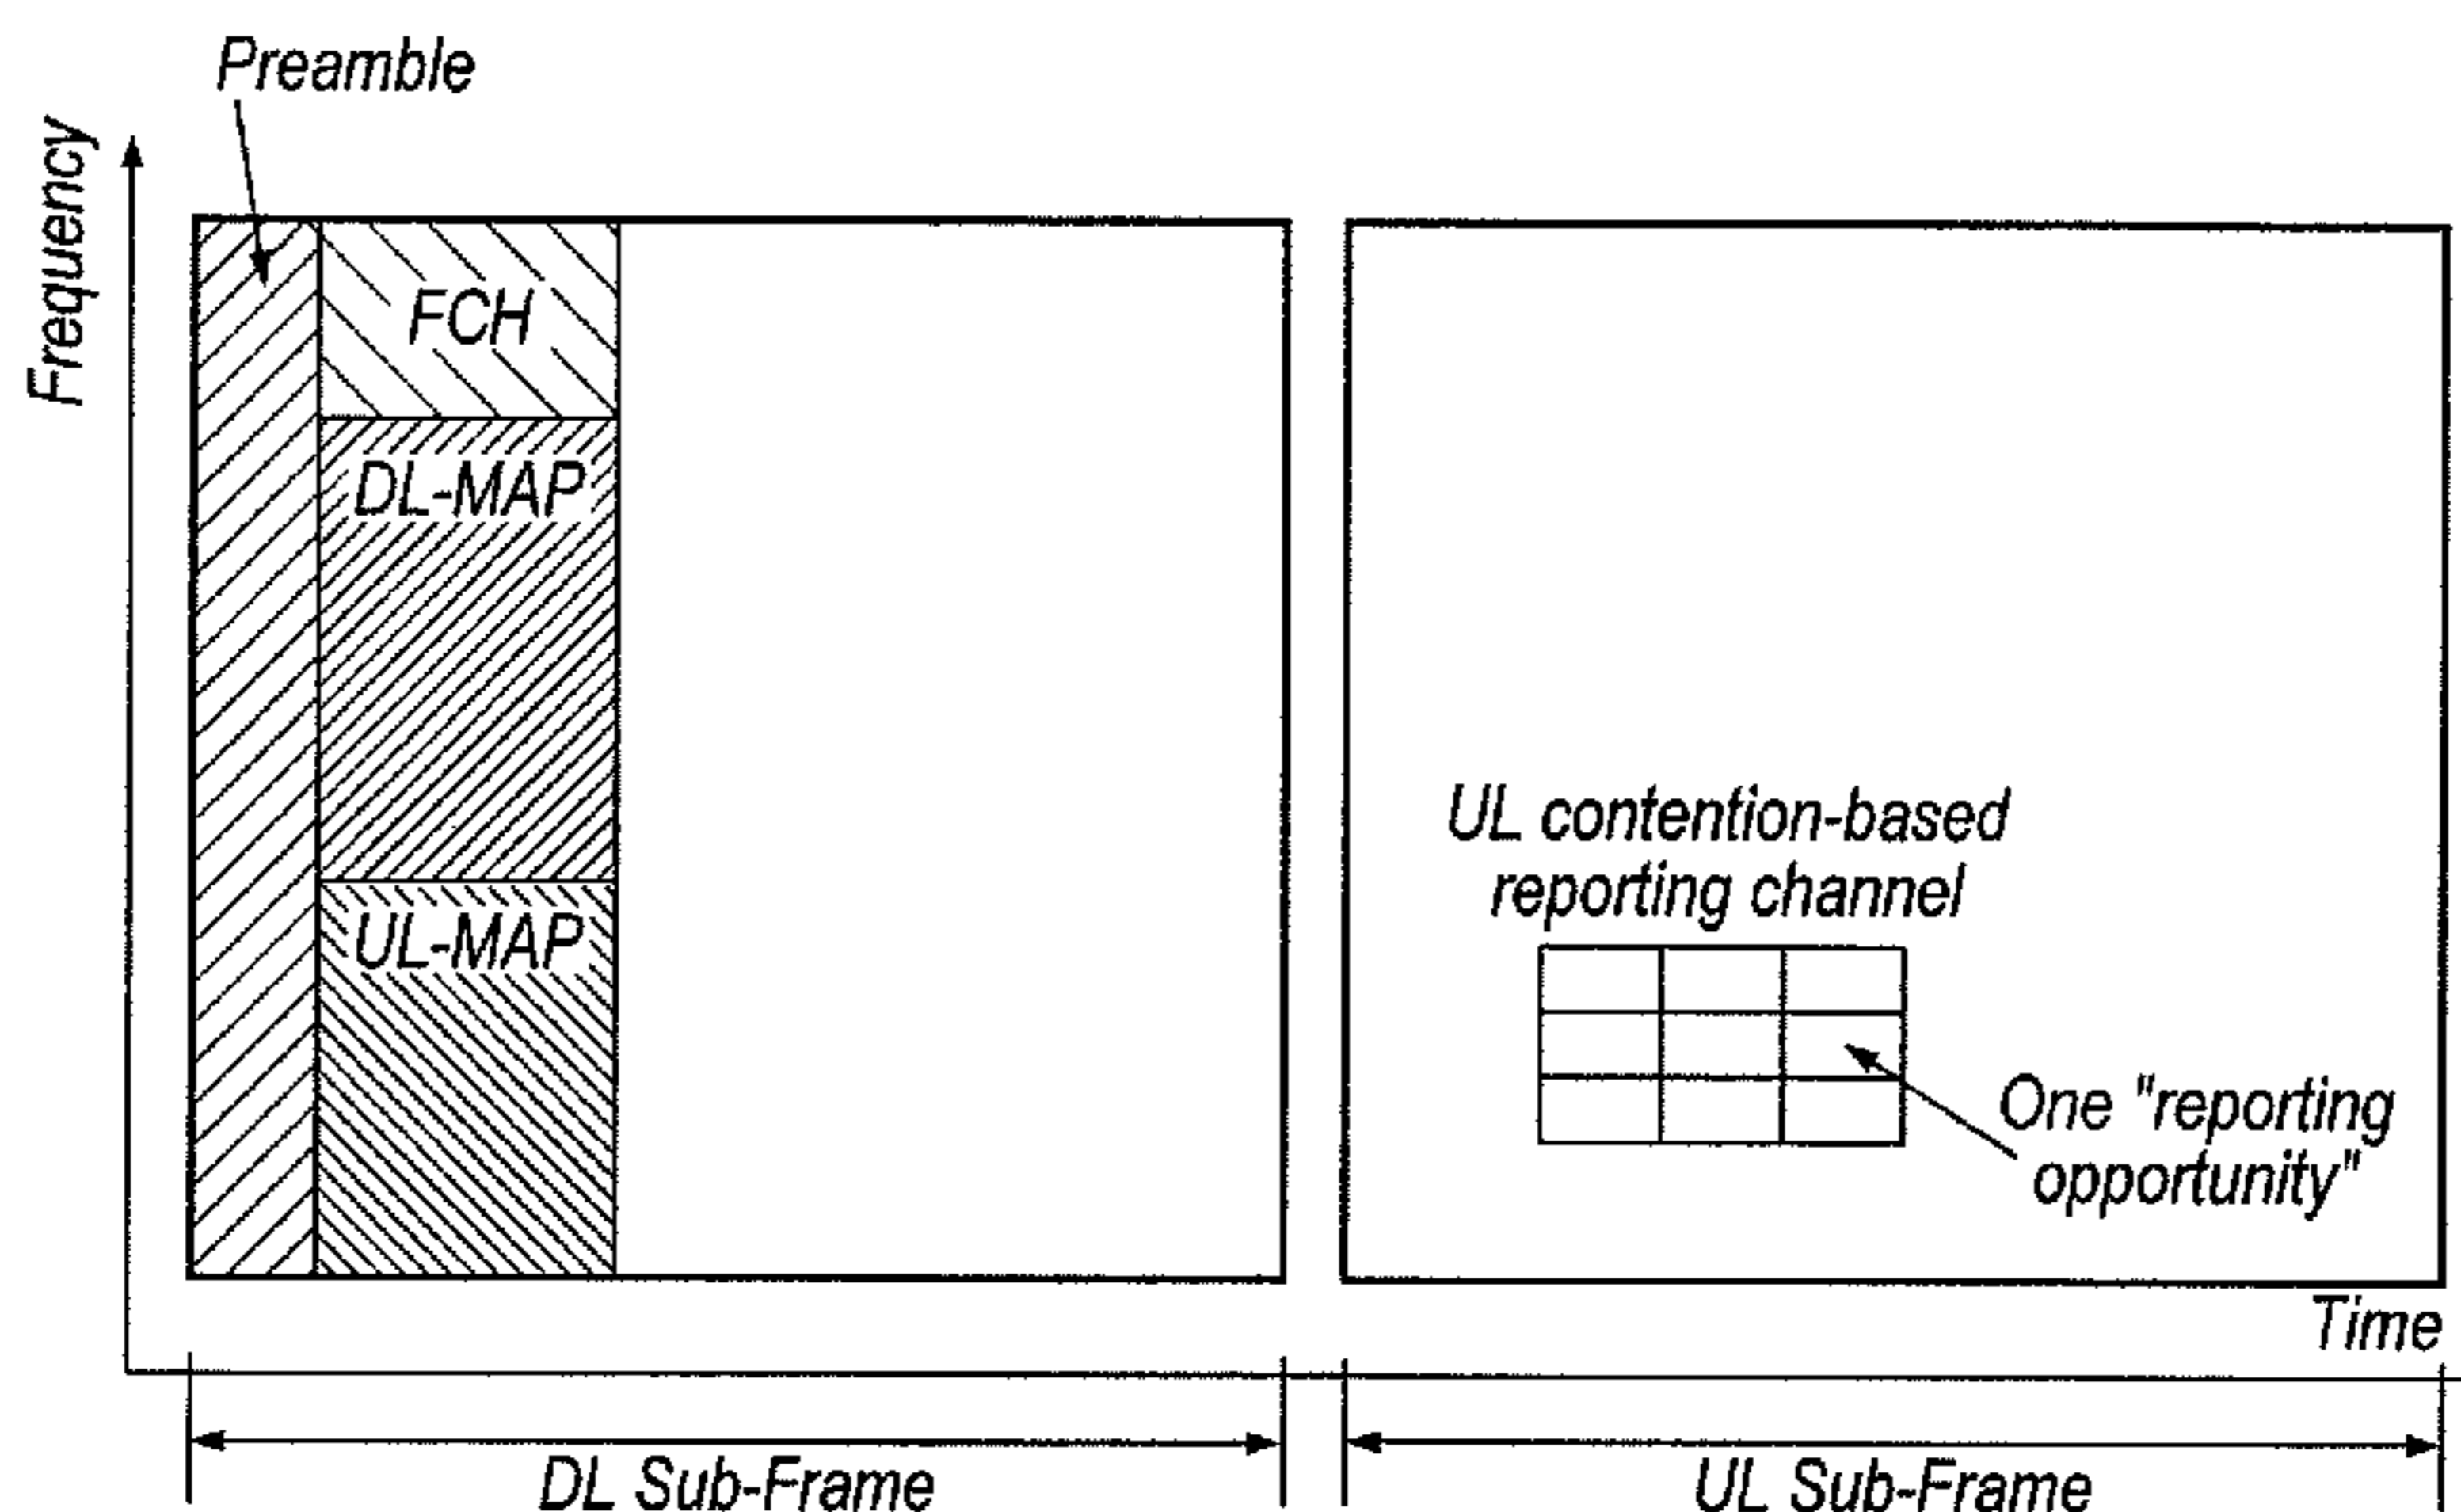 Preamble
Frequency
FCH
DL-MAP
UL-MAP
UL contention-based
reporting channel
One "reporting
opportunity"
Time
DL Sub-Frame
UL Sub-Frame